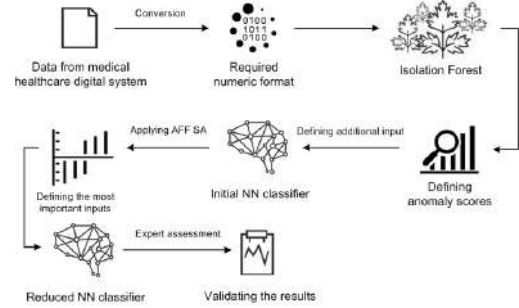 Conversion
0100
1011
0100
Data from medical
healthcare digital system
Required
numeric format
Isolation Forest
Applying AFF SA
Defining additional input
Defining the most
important inputs
Initial NN classifier
Defining
anomaly scores
Expert assessment
Reduced NN classifier
Validating the results